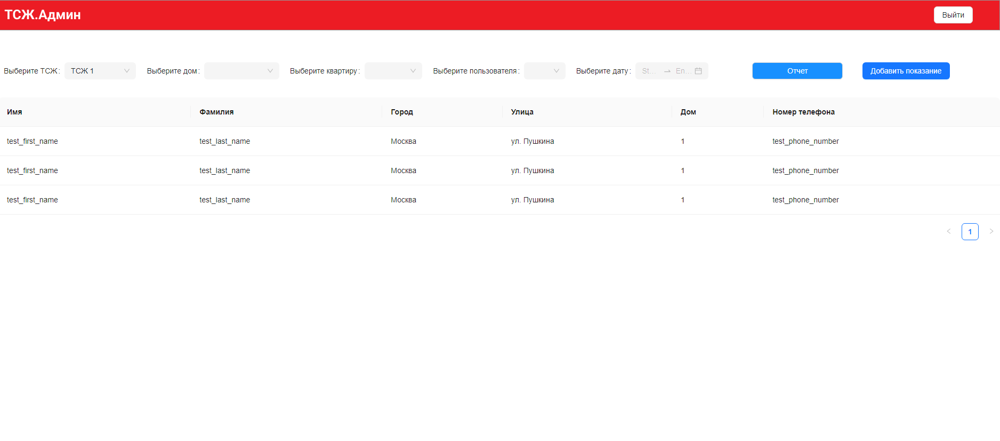 ТСЖ.Админ Выйти
Выберите ТСЖ: ТСЖ 1 Выберите дом: Выберите квартиру: Выберите пользователя: Выберите дату: St... En... Отчет Добавить показание
Имя Фамилия Город Улица Дом Номер телефона
test_first_name test_last_name Москва ул. Пушкина 1 test_phone_number
test_first_name test_last_name Москва ул. Пушкина 1 test_phone_number
test_first_name test_last_name Москва ул. Пушкина 1 test_phone_number
1